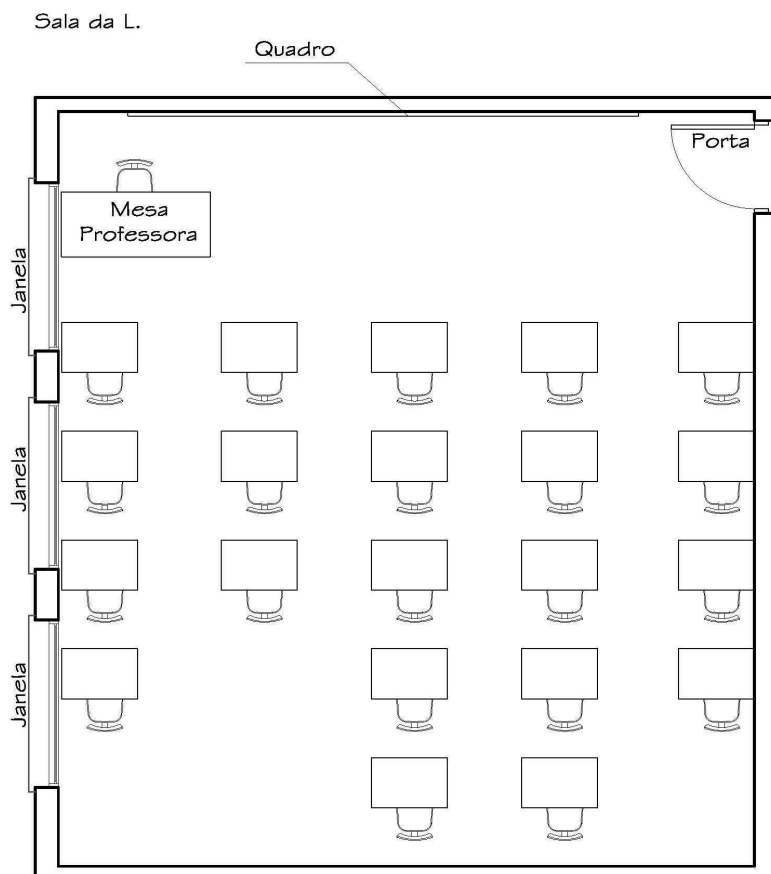 Sala da L.
Quadro
Porta
Mesa
Professora
Janela
Janela
Janela